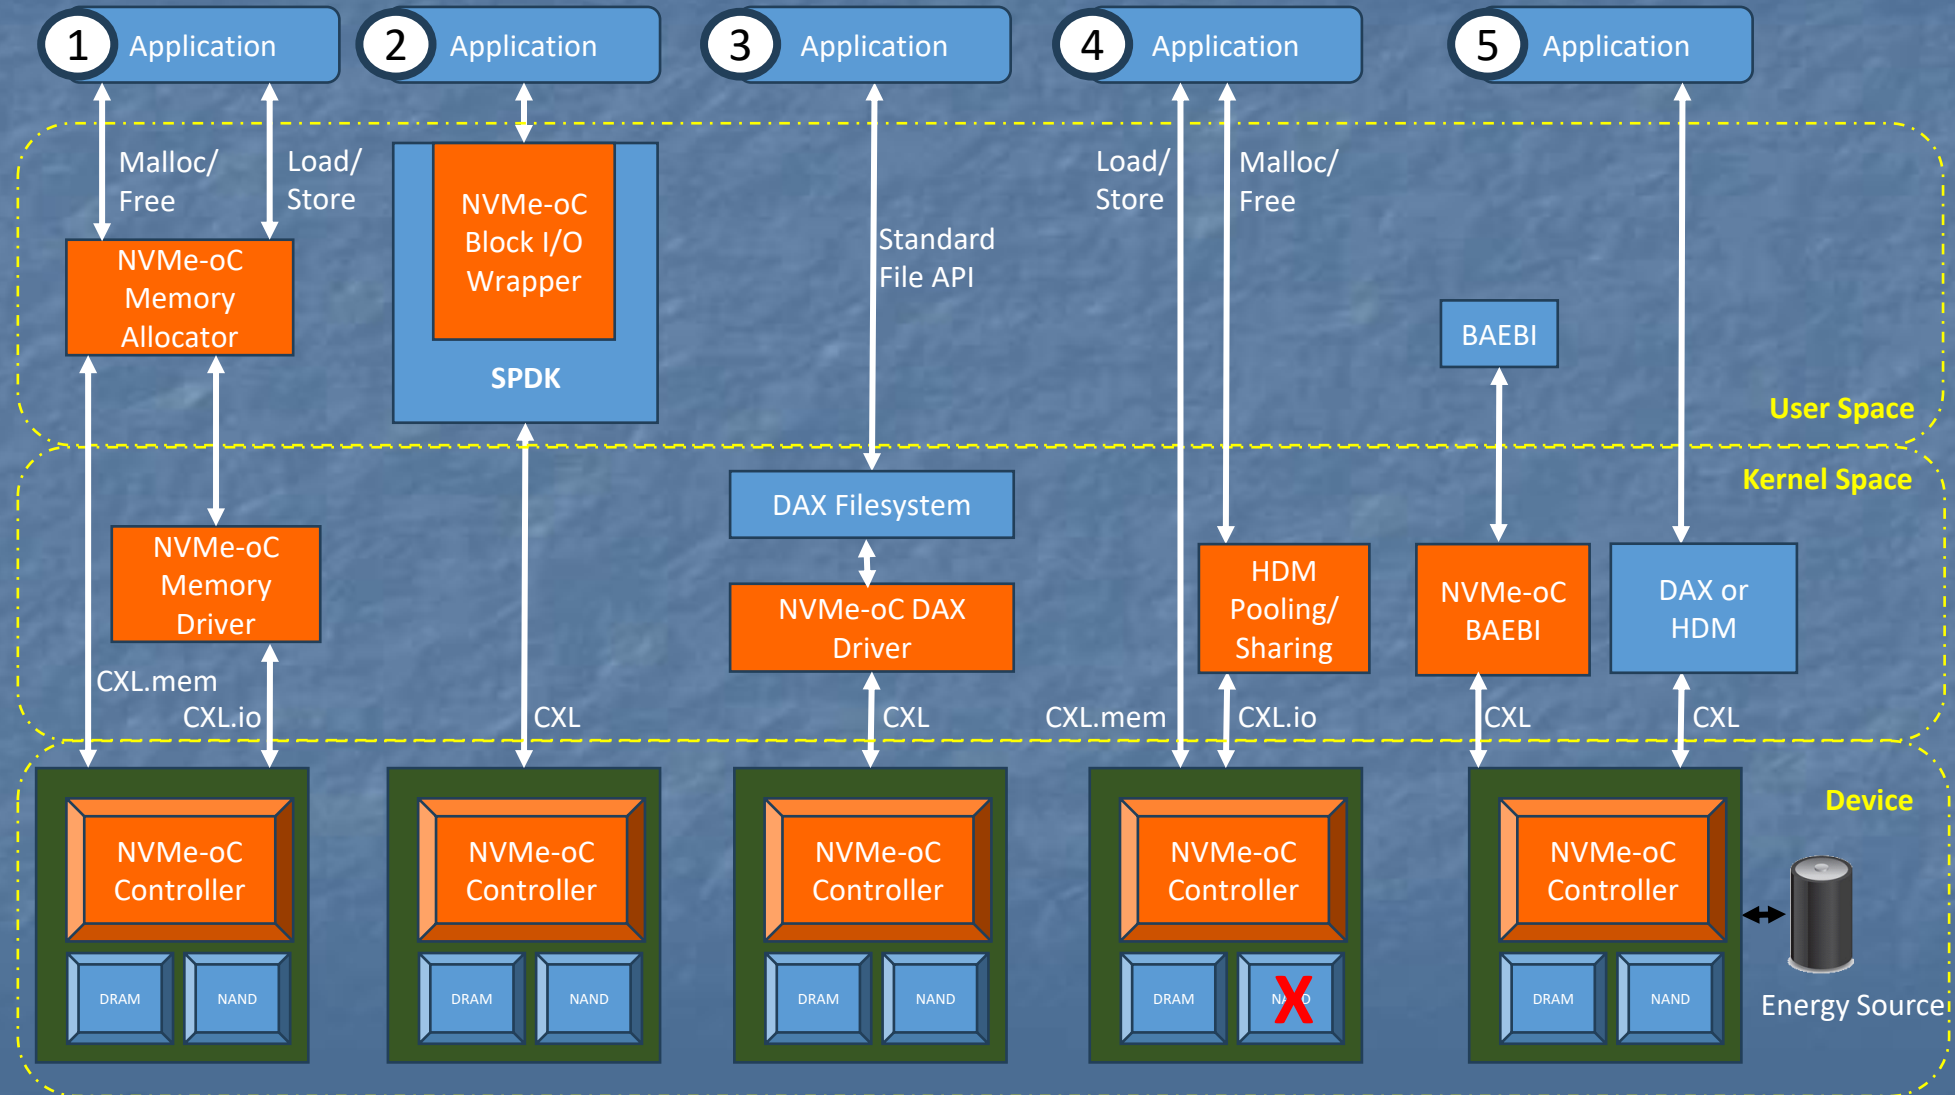 1 Application
2 Application
3 Application
4 Application
5 Application
Malloc/
Free
Load/
Store
NVMe-oC
Memory
Allocator
NVMe-oC
Memory
Driver
CXL.mem
CXL.io
NVMe-oC
Controller
DRAM
NAND
NVMe-oC
Block I/O
Wrapper
SPDK
CXL
NVMe-oC
Controller
DRAM
NAND
Standard
File API
DAX Filesystem
NVMe-oC DAX
Driver
CXL
NVMe-oC
Controller
DRAM
NAND
Load/
Store
Malloc/
Free
HDM
Pooling/
Sharing
CXL.mem
CXL.io
NVMe-oC
Controller
DRAM
NAND
X
BAEBI
NVMe-oC
BAEBI
DAX or
HDM
CXL
CXL
NVMe-oC
Controller
DRAM
NAND
Energy Source
User Space
Kernel Space
Device